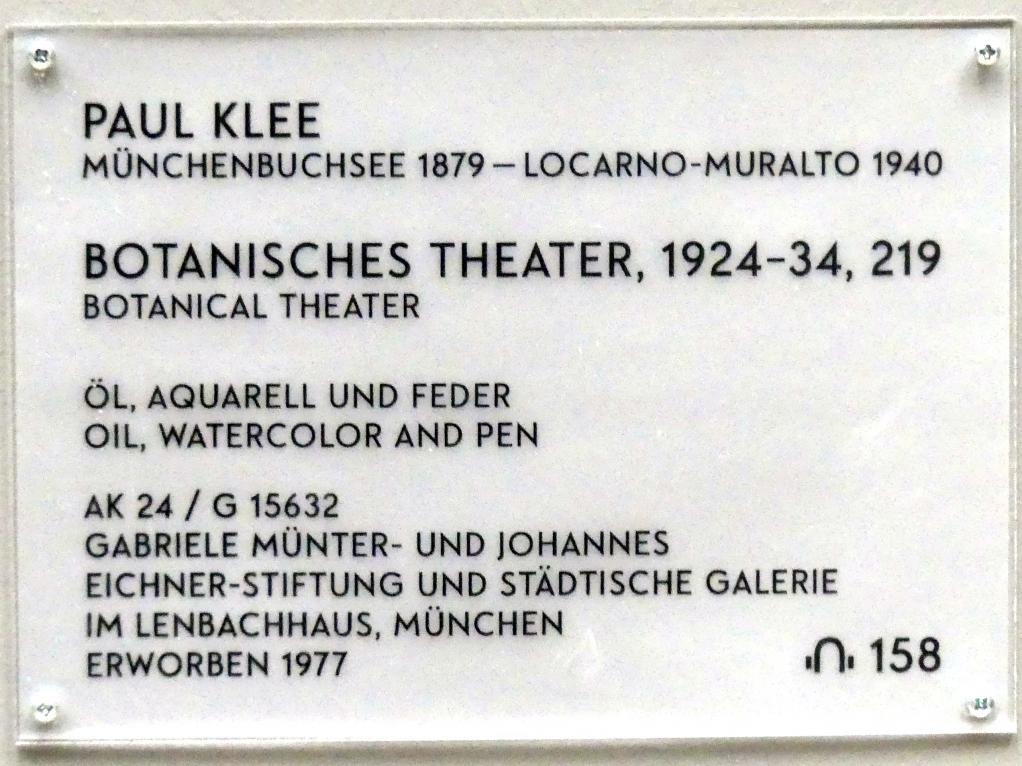 PAUL KLEE
MÜNCHENBUCHSEE 1879 – LOCARNO-MURALTO 1940
BOTANISCHES THEATER, 1924–34, 219
BOTANICAL THEATER
ÖL, AQUARELL UND FEDER
OIL, WATERCOLOR AND PEN
AK 24 / G 15632
GABRIELE MÜNTER- UND JOHANNES
EICHNER-STIFTUNG UND STÄDTISCHE GALERIE
IM LENBACHHAUS, MÜNCHEN
ERWORBEN 1977
158